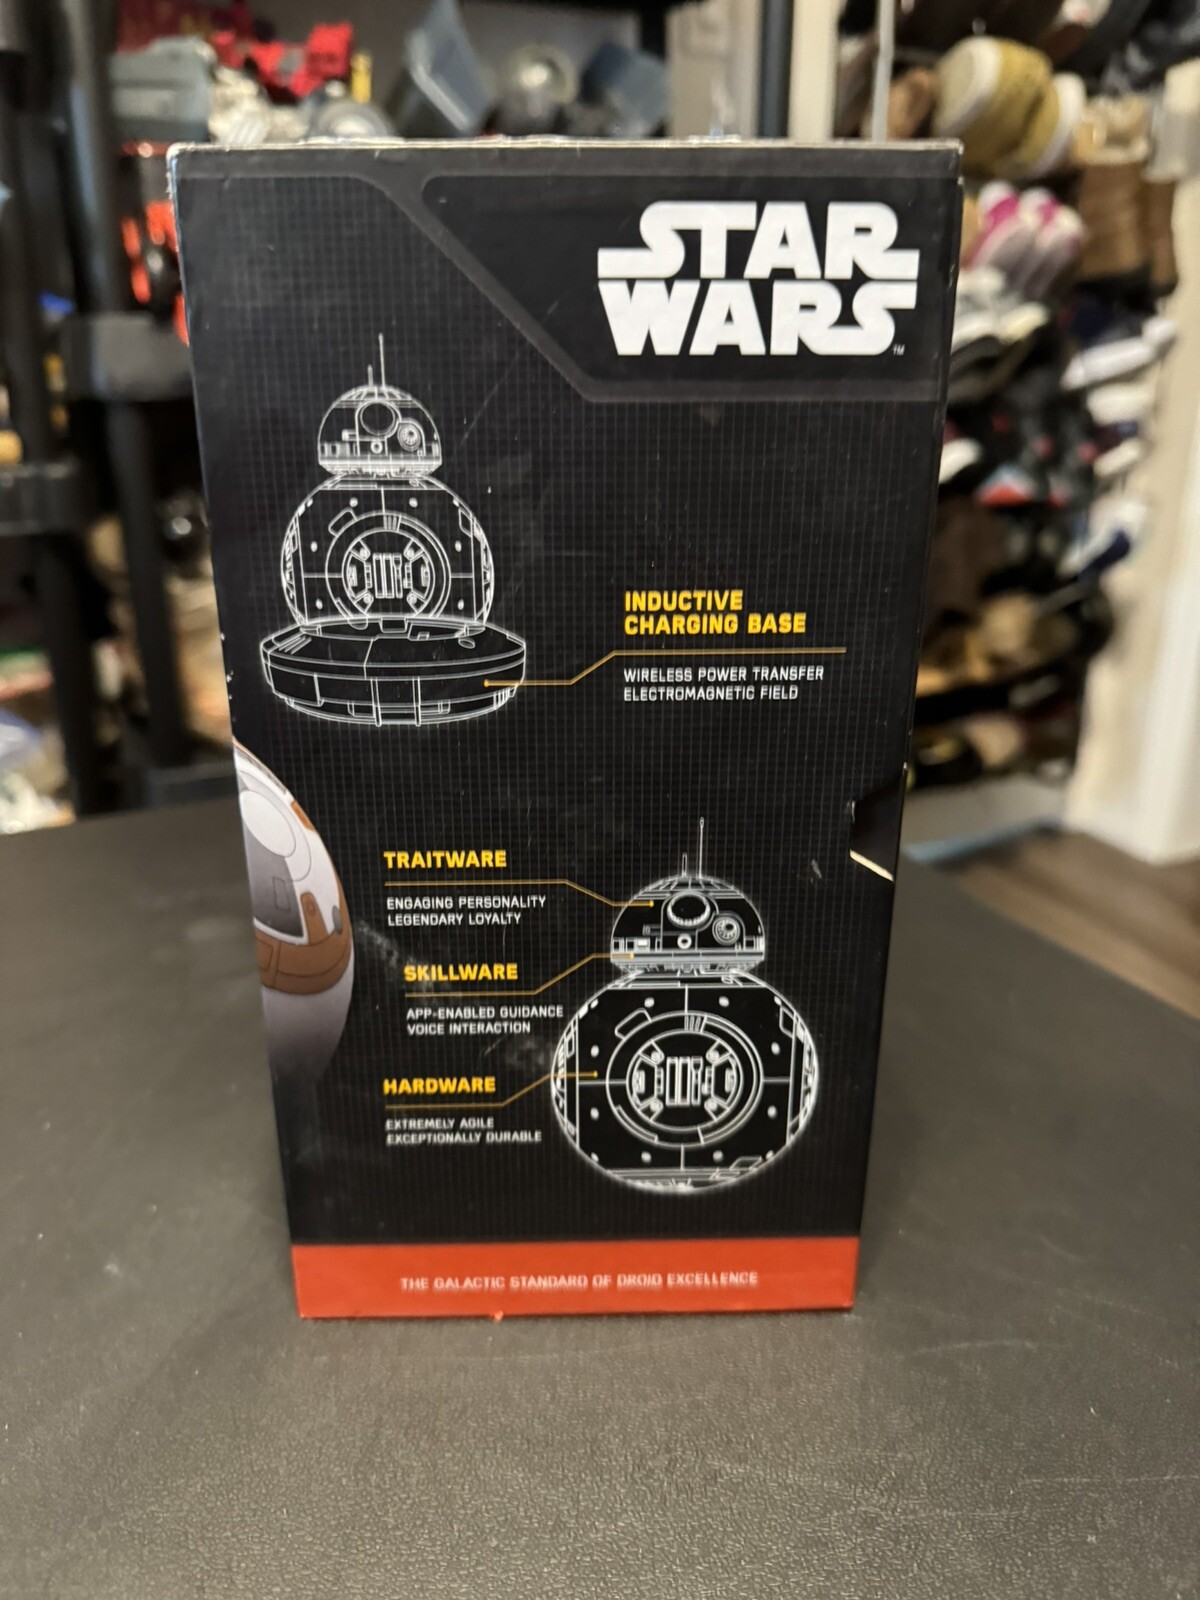 STAR
WARS
™
INDUCTIVE
CHARGING BASE
WIRELESS POWER TRANSFER
ELECTROMAGNETIC FIELD
TRAITWARE
ENGAGING PERSONALITY
LEGENDARY LOYALTY
SKILLWARE
APP-ENABLED GUIDANCE
VOICE INTERACTION
HARDWARE
EXTREMELY AGILE
EXCEPTIONALLY DURABLE
THE GALACTIC STANDARD OF DROID EXCELLENCE